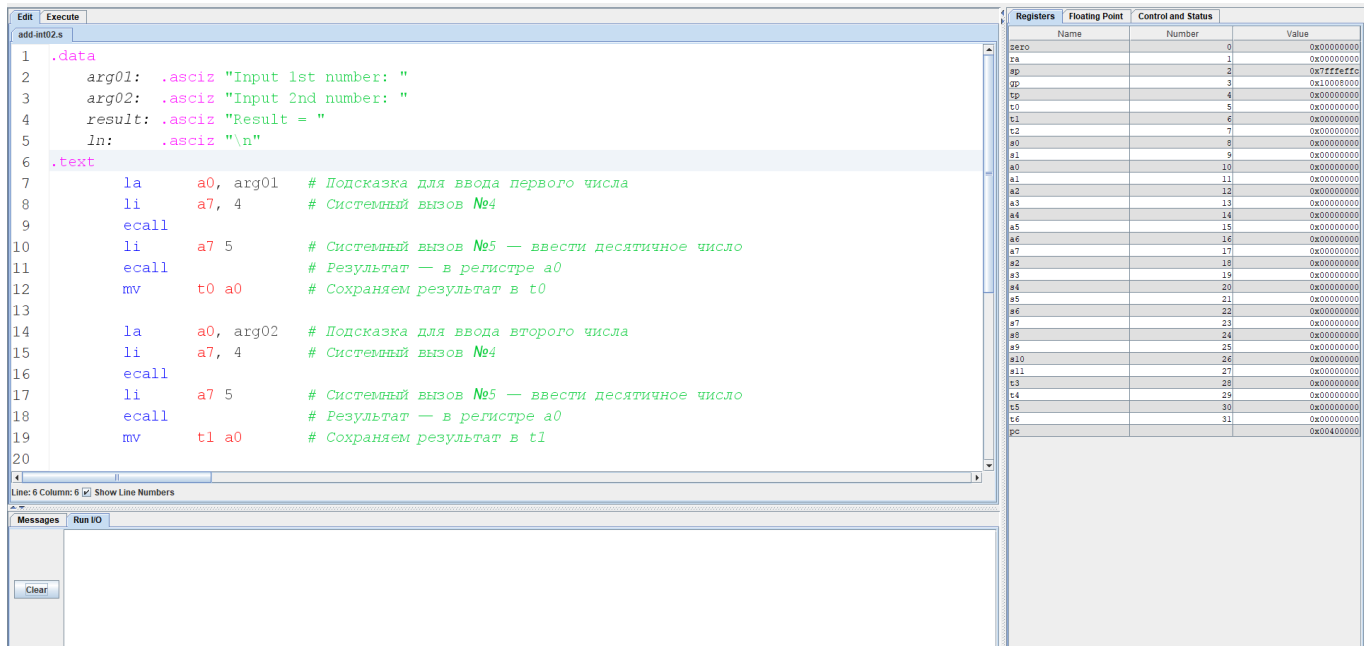 Edit Execute
add-int02.s
1 .data
2 arg01: .asciz "Input 1st number: "
3 arg02: .asciz "Input 2nd number: "
4 result: .asciz "Result = "
5 ln: .asciz "\n"
6 .text
7 la a0, arg01 # Подсказка для ввода первого числа
8 li a7, 4 # Системный вызов №4
9 ecall
10 li a7 5 # Системный вызов №5 — ввести десятичное число
11 ecall # Результат — в регистре a0
12 mv t0 a0 # Сохраняем результат в t0
13
14 la a0, arg02 # Подсказка для ввода второго числа
15 li a7, 4 # Системный вызов №4
16 ecall
17 li a7 5 # Системный вызов №5 — ввести десятичное число
18 ecall # Результат — в регистре a0
19 mv t1 a0 # Сохраняем результат в t1
20
Line: 6 Column: 6 Show Line Numbers
Messages Run I/O
Clear
Registers Floating Point Control and Status
Name Number Value
zero 0 0x00000000
ra 1 0x00000000
sp 2 0x7fffeffc
gp 3 0x10008000
tp 4 0x00000000
t0 5 0x00000000
t1 6 0x00000000
t2 7 0x00000000
s0 8 0x00000000
s1 9 0x00000000
a0 10 0x00000000
a1 11 0x00000000
a2 12 0x00000000
a3 13 0x00000000
a4 14 0x00000000
a5 15 0x00000000
a6 16 0x00000000
a7 17 0x00000000
s2 18 0x00000000
s3 19 0x00000000
s4 20 0x00000000
s5 21 0x00000000
s6 22 0x00000000
s7 23 0x00000000
s8 24 0x00000000
s9 25 0x00000000
s10 26 0x00000000
s11 27 0x00000000
t3 28 0x00000000
t4 29 0x00000000
t5 30 0x00000000
t6 31 0x00000000
pc 0x00400000